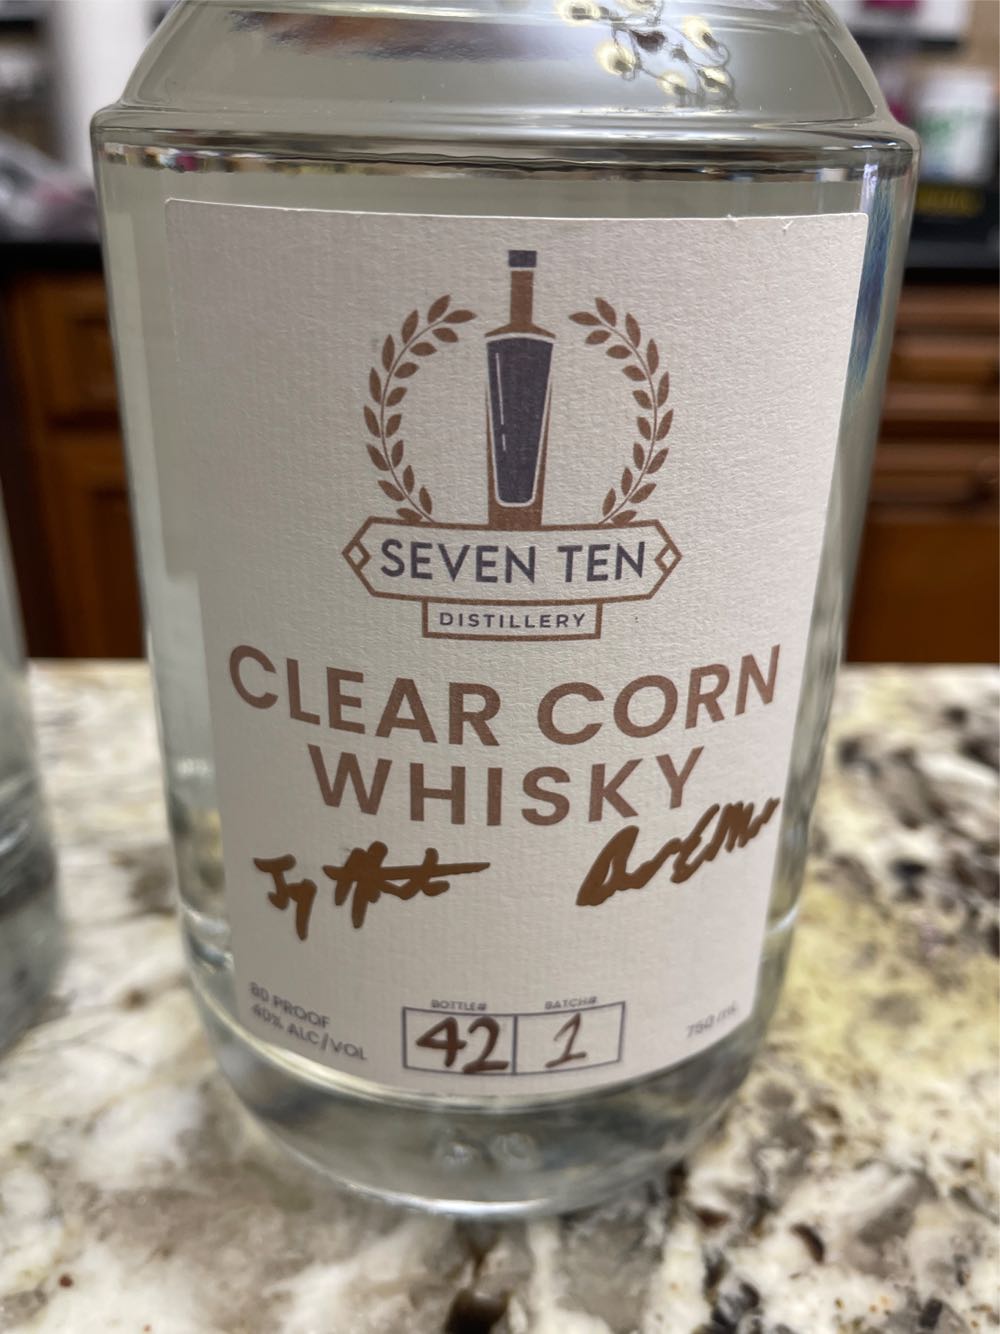 SEVEN TEN
DISTILLERY
CLEAR CORN
WHISKY
80 PROOF
40% ALC/VOL
BOTTLE# BATCH#
42 1
750 mL